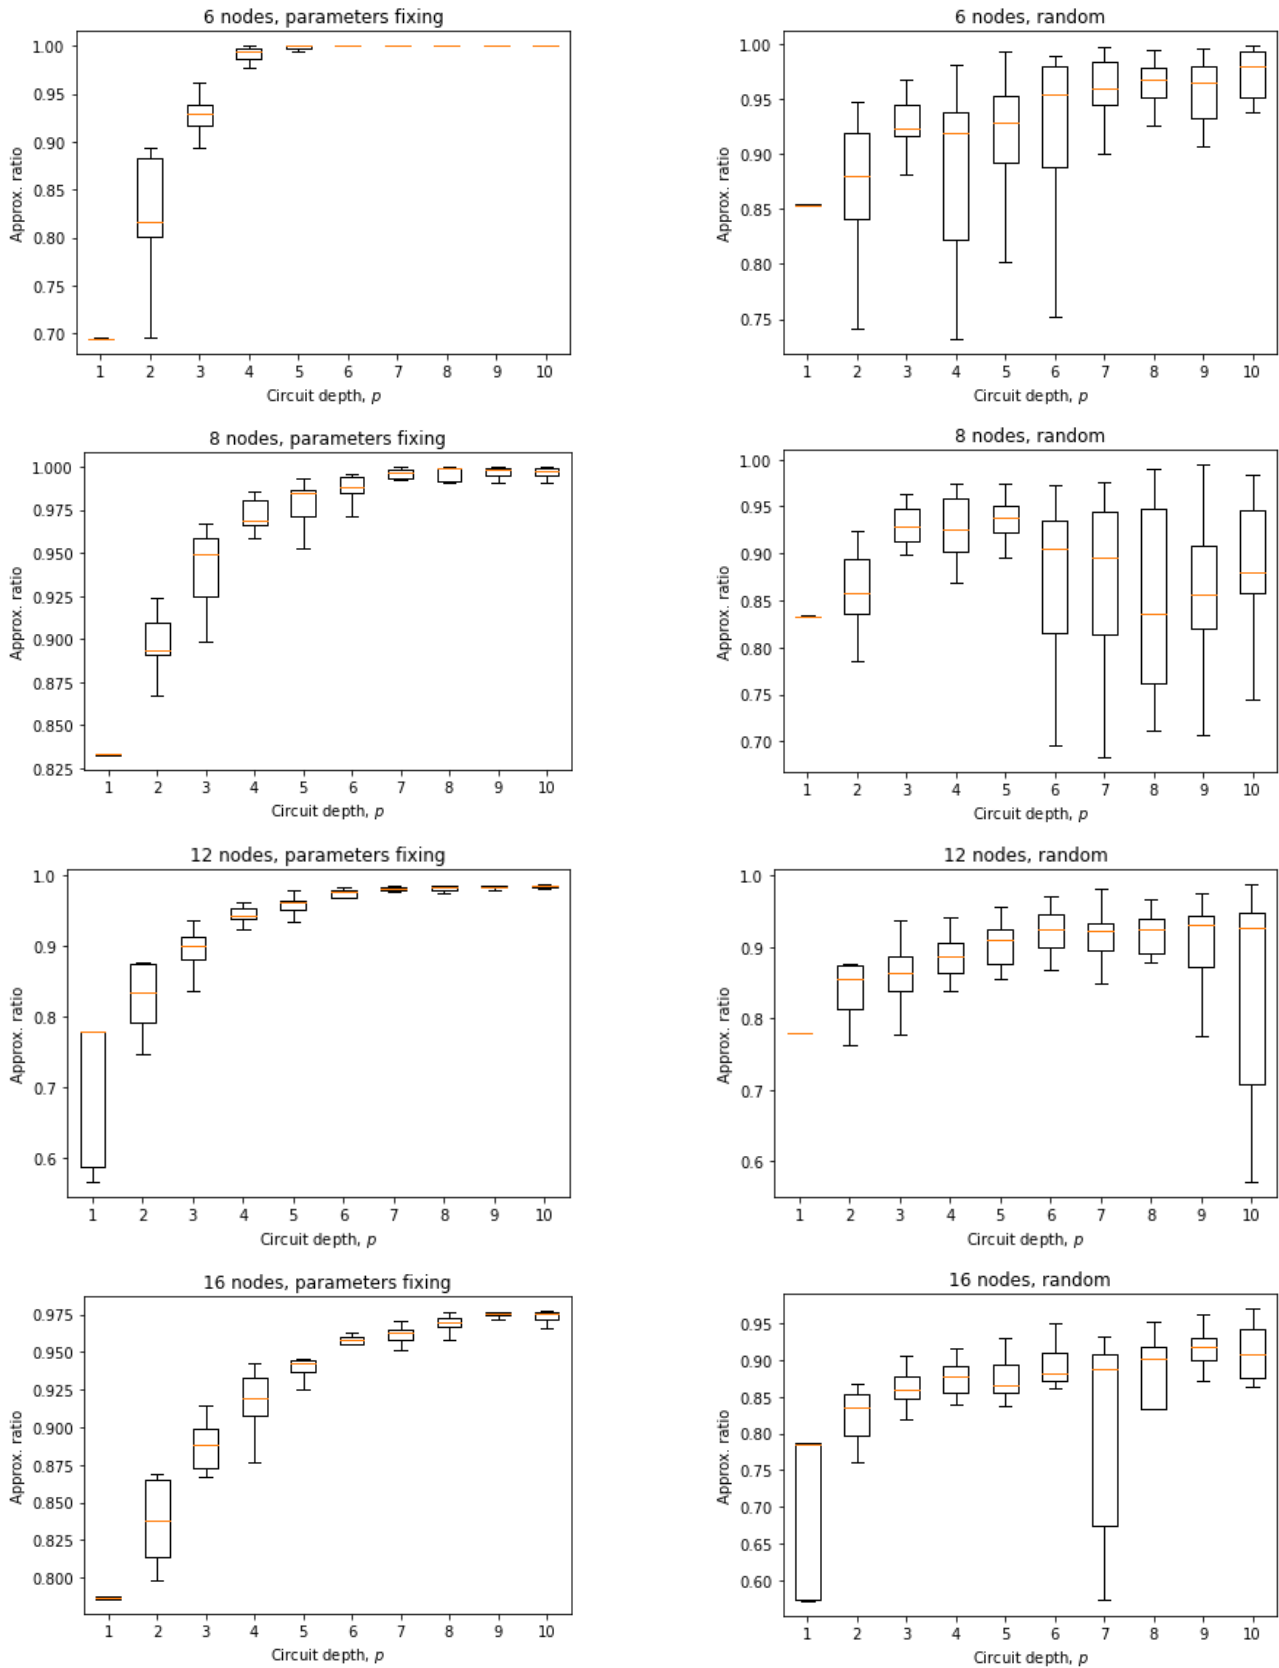 6 nodes, parameters fixing
1.00
0.95
0.90
0.85
0.80
0.75
0.70
Approx. ratio
1 2 3 4 5 6 7 8 9 10
Circuit depth, p
6 nodes, random
1.00
0.95
0.90
0.85
0.80
0.75
Approx. ratio
1 2 3 4 5 6 7 8 9 10
Circuit depth, p
8 nodes, parameters fixing
1.000
0.975
0.950
0.925
0.900
0.875
0.850
0.825
Approx. ratio
1 2 3 4 5 6 7 8 9 10
Circuit depth, p
8 nodes, random
1.00
0.95
0.90
0.85
0.80
0.75
0.70
Approx. ratio
1 2 3 4 5 6 7 8 9 10
Circuit depth, p
12 nodes, parameters fixing
1.0
0.9
0.8
0.7
0.6
Approx. ratio
1 2 3 4 5 6 7 8 9 10
Circuit depth, p
12 nodes, random
1.0
0.9
0.8
0.7
0.6
Approx. ratio
1 2 3 4 5 6 7 8 9 10
Circuit depth, p
16 nodes, parameters fixing
0.975
0.950
0.925
0.900
0.875
0.850
0.825
0.800
Approx. ratio
1 2 3 4 5 6 7 8 9 10
Circuit depth, p
16 nodes, random
0.95
0.90
0.85
0.80
0.75
0.70
0.65
0.60
Approx. ratio
1 2 3 4 5 6 7 8 9 10
Circuit depth, p